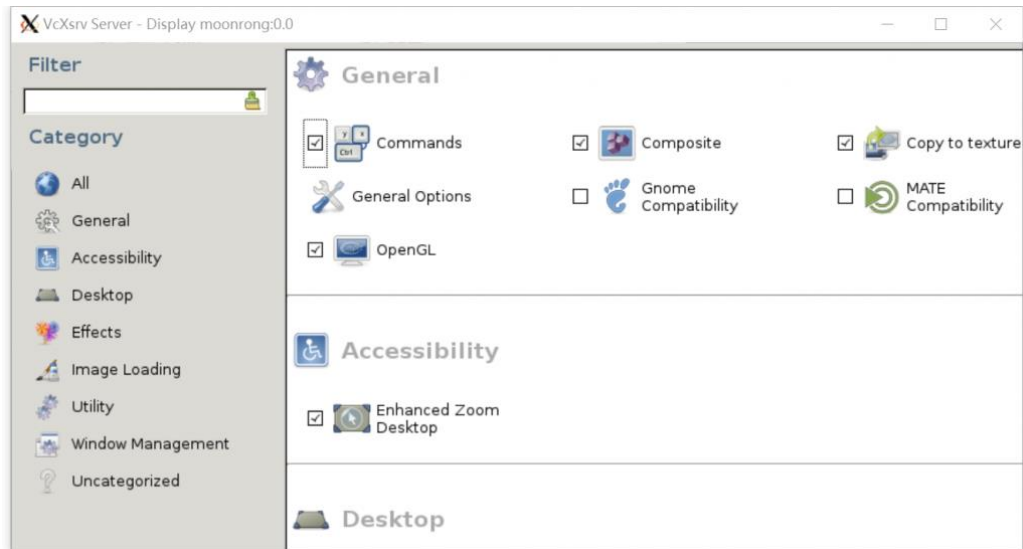 VcXsrv Server - Display moonrong:0.0
Filter
Category
All
General
Accessibility
Desktop
Effects
Image Loading
Utility
Window Management
Uncategorized
General
Commands
Composite
Copy to texture
General Options
Gnome
Compatibility
MATE
Compatibility
OpenGL
Accessibility
Enhanced Zoom
Desktop
Desktop